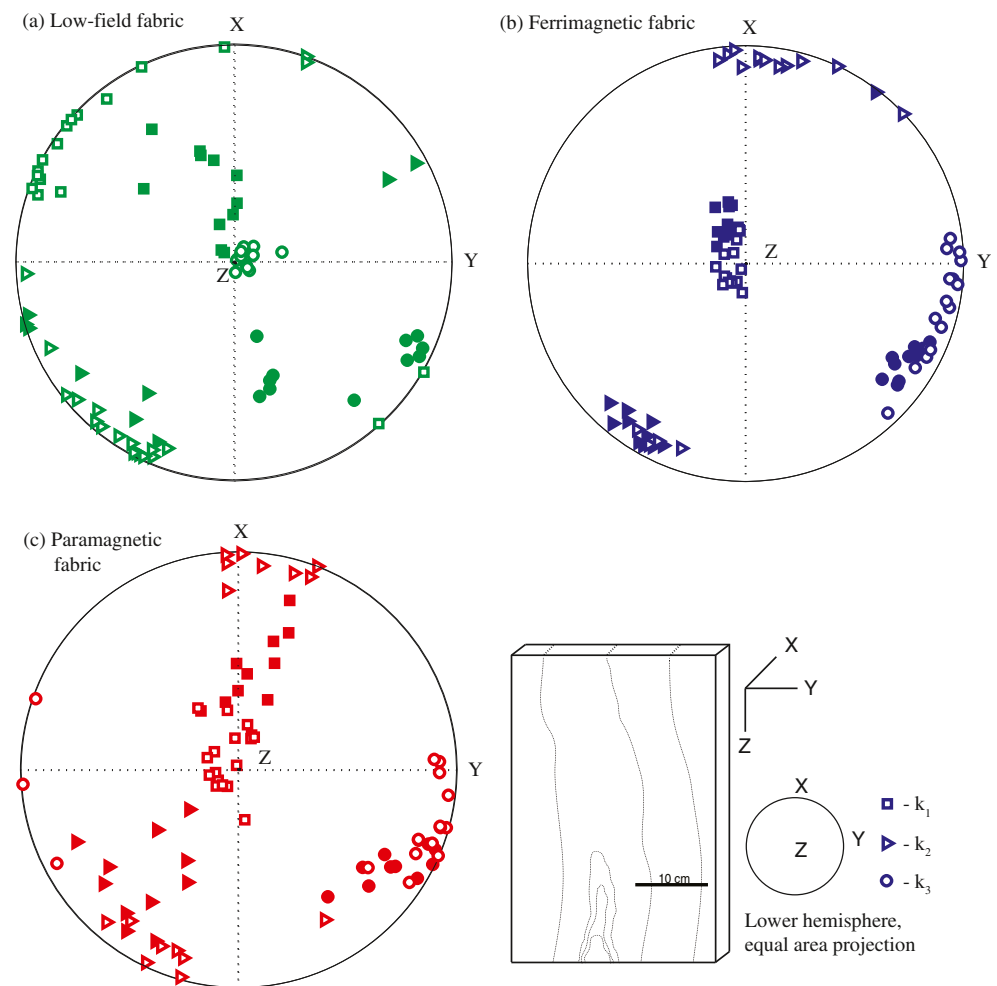 (a) Low-field fabric
X
Y
Z
(b) Ferrimagnetic fabric
X
Z
Y
(c) Paramagnetic
fabric
X
Z
Y
10 cm
X
Y
Z
X
Y
Z
- k1
- k2
- k3
Lower hemisphere,
equal area projection